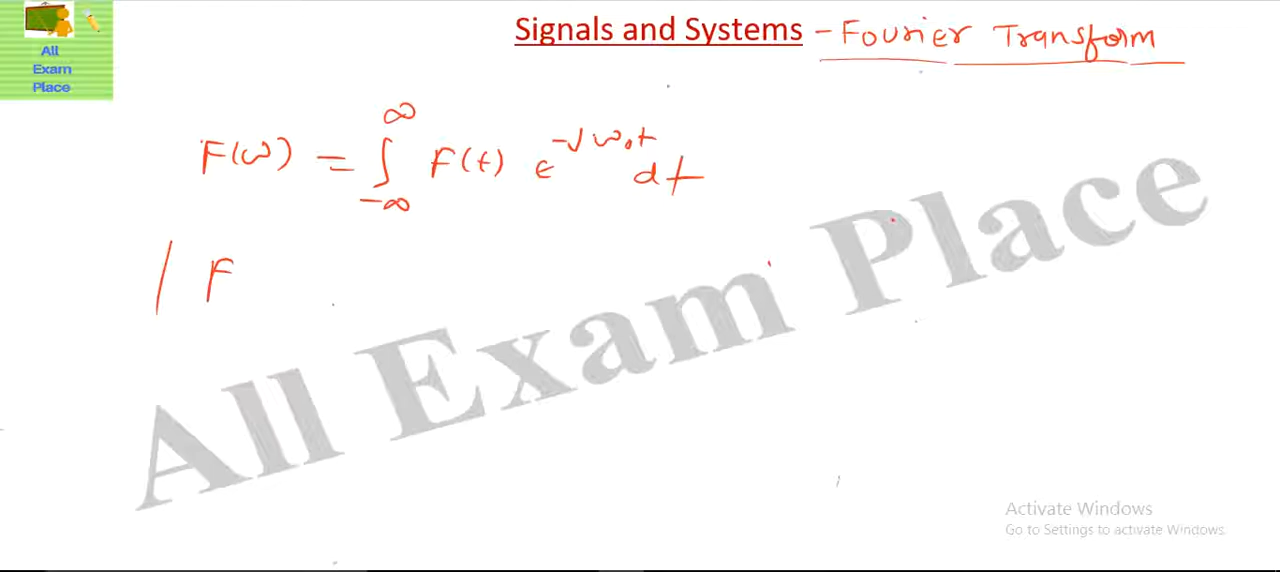 All
Exam
Place
Signals and Systems - Fourier Transform
F(ω) = ∫_{-∞}^{∞} F(t) e^{-jω₀t} dt
| F
All Exam Place
Activate Windows
Go to Settings to activate Windows.